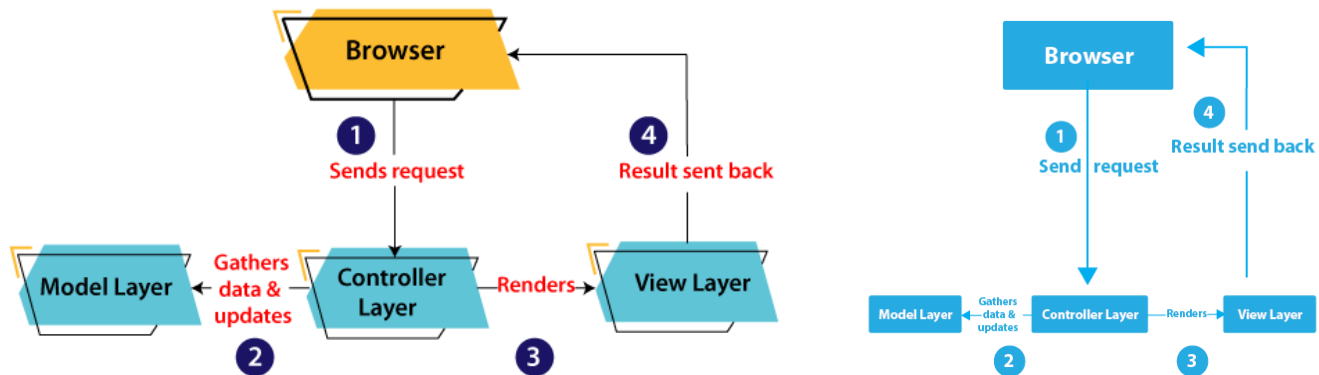 Browser
1
Sends request
4
Result sent back
Model Layer
Gathers
data &
updates
Controller
Layer
Renders
View Layer
2
3
Browser
1
Send request
4
Result send back
Model Layer
Gathers
data &
updates
Controller Layer
Renders
View Layer
2
3